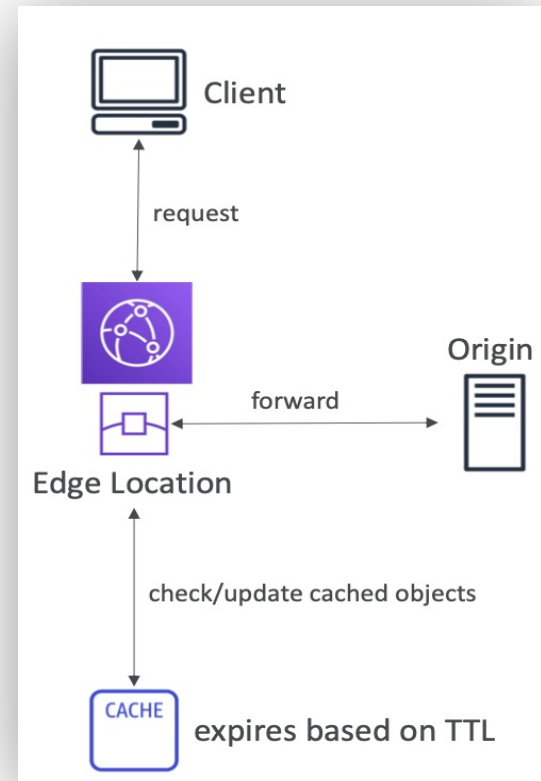 Client
request
Origin
forward
Edge Location
check/update cached objects
CACHE
expires based on TTL